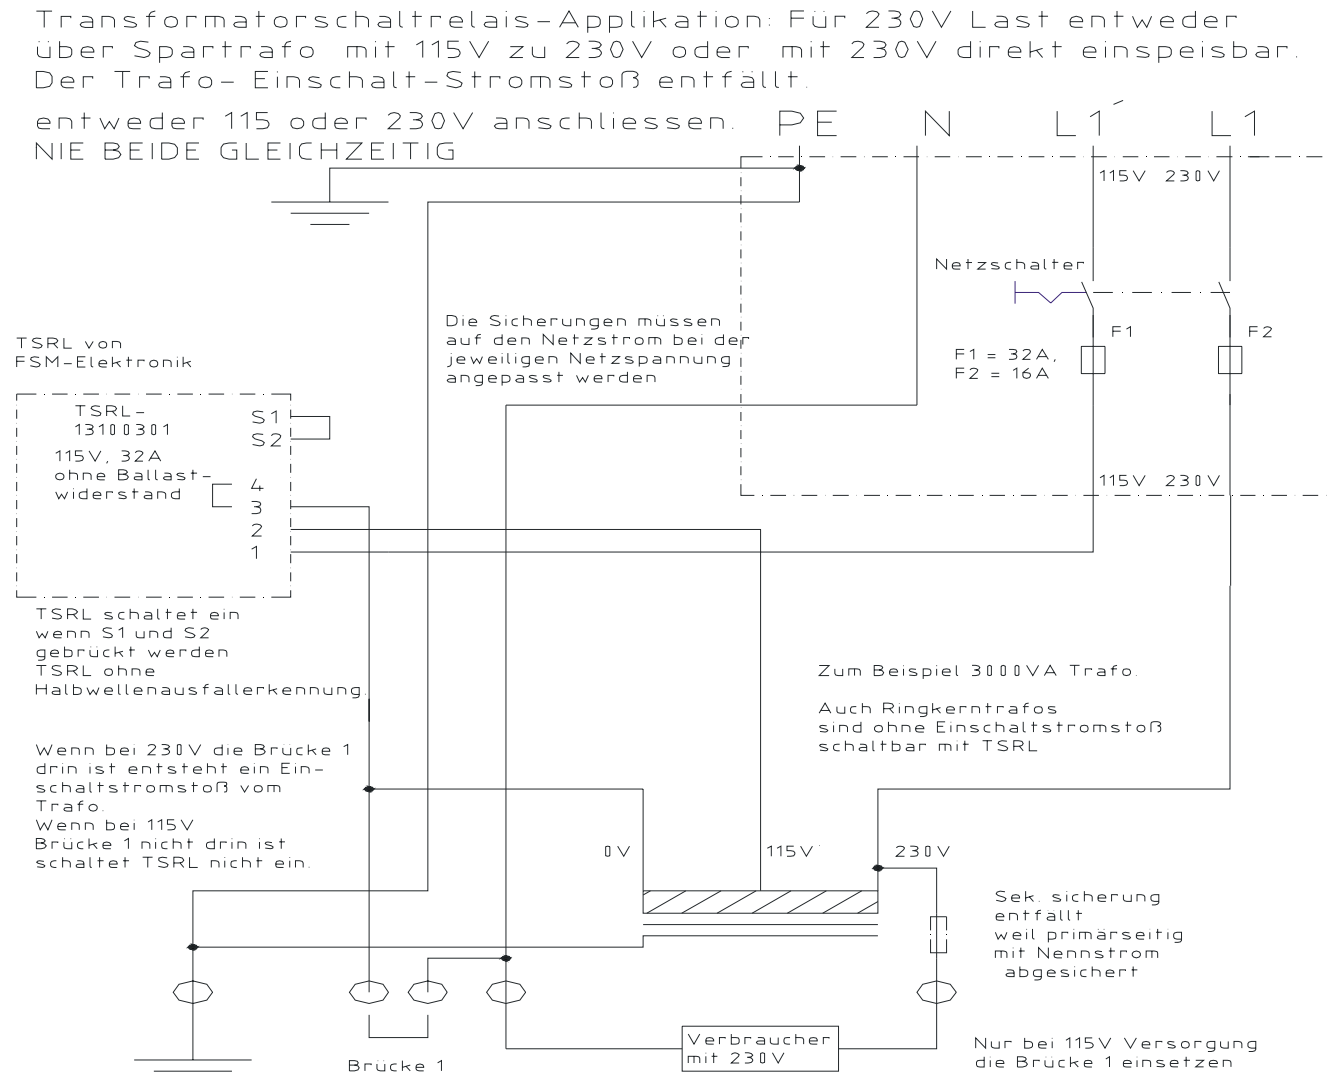 Transformatorschaltrelais-Applikation: Für 230V Last entweder
über Spartrafo mit 115V zu 230V oder mit 230V direkt einspeisbar.
Der Trafo- Einschalt-Stromstoß entfällt.
entweder 115 oder 230V anschliessen.
NIE BEIDE GLEICHZEITIG
PE N L1´ L1
115V 230V
Netzschalter
Die Sicherungen müssen
auf den Netzstrom bei der
jeweiligen Netzspannung
angepasst werden
F1 F2
F1 = 32A,
F2 = 16A
TSRL von
FSM-Elektronik
TSRL-
13100301
115V, 32A
ohne Ballast-
widerstand
S1
S2
4
3
2
1
115V 230V
TSRL schaltet ein
wenn S1 und S2
gebrückt werden
TSRL ohne
Halbwellenausfallerkennung.
Zum Beispiel 3000VA Trafo.
Auch Ringkerntrafos
sind ohne Einschaltstromstoß
schaltbar mit TSRL
Wenn bei 230V die Brücke 1
drin ist entsteht ein Ein-
schaltstromstoß vom
Trafo.
Wenn bei 115V
Brücke 1 nicht drin ist
schaltet TSRL nicht ein.
0V 115V 230V
Sek. sicherung
entfällt
weil primärseitig
mit Nennstrom
abgesichert
Brücke 1
Verbraucher
mit 230V
Nur bei 115V Versorgung
die Brücke 1 einsetzen